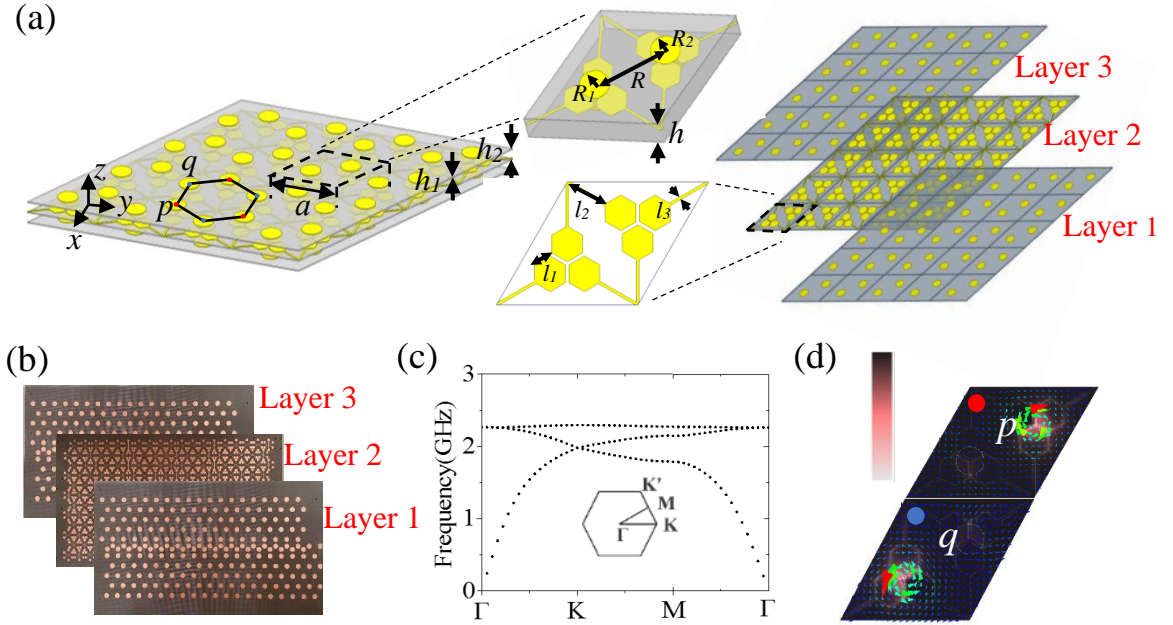 (a)
R2
R1
R
h
Layer 3
Layer 2
Layer 1
h2
h1
z
y
x
q
p
a
l2
l3
l1
(b)
Layer 3
Layer 2
Layer 1
(c)
3
2
1
0
Frequency(GHz)
Γ
K
M
Γ
K'
M
Γ
K
(d)
p
q